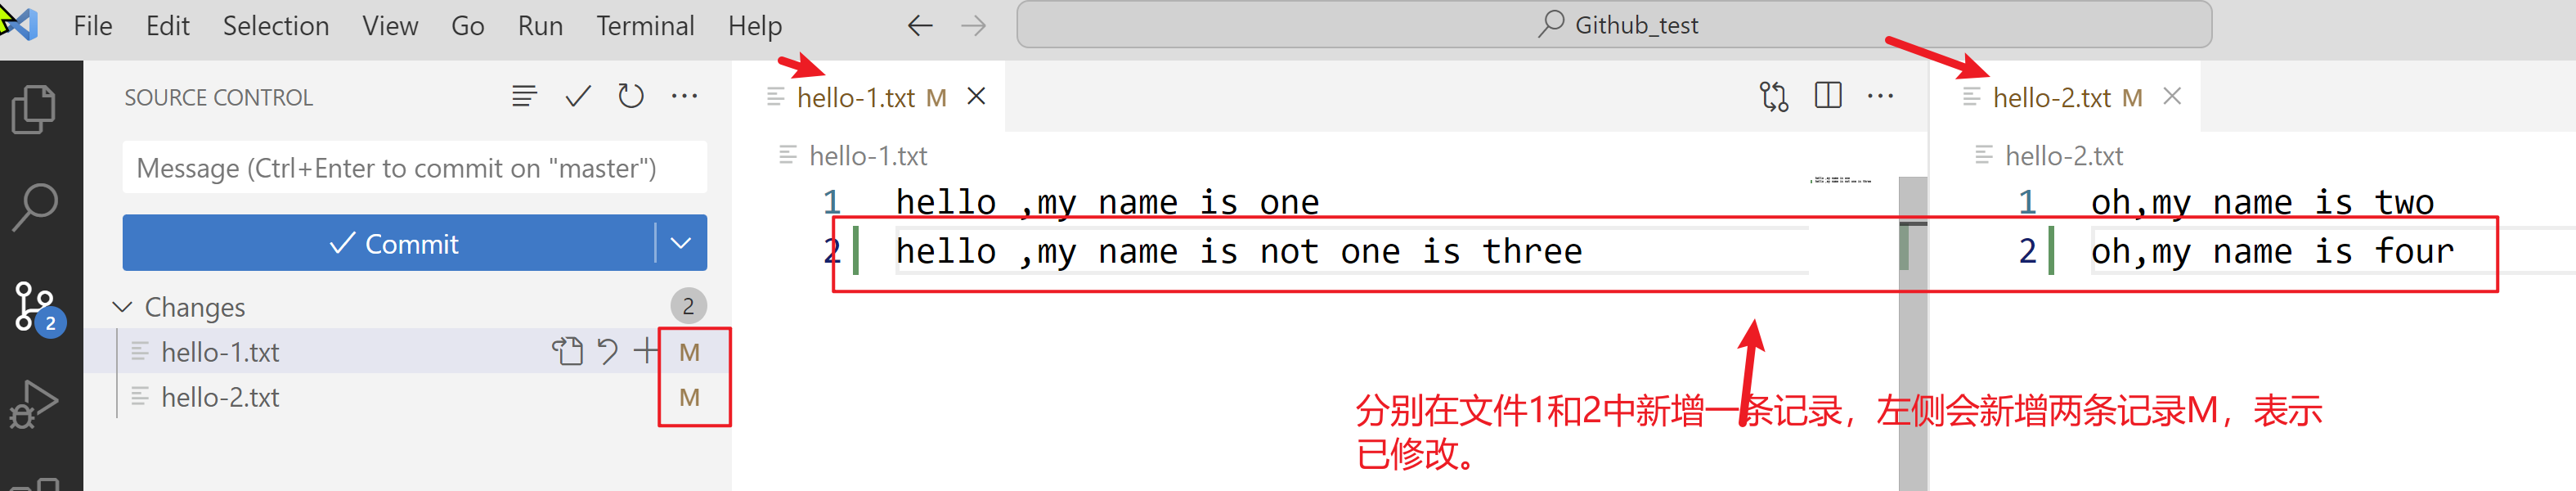 File Edit Selection View Go Run Terminal Help
Github_test
SOURCE CONTROL
Message (Ctrl+Enter to commit on "master")
Commit
Changes 2
hello-1.txt M
hello-2.txt M
2
hello-1.txt M
hello-1.txt
1 hello ,my name is one
2 hello ,my name is not one is three
hello-2.txt M
hello-2.txt
1 oh,my name is two
2 oh,my name is four
分别在文件1和2中新增一条记录，左侧会新增两条记录M，表示
已修改。